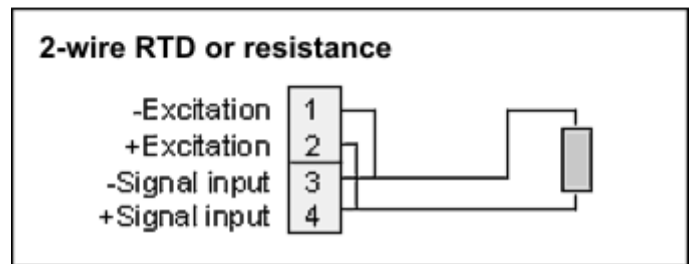 2-wire RTD or resistance
-Excitation 1
+Excitation 2
-Signal input 3
+Signal input 4